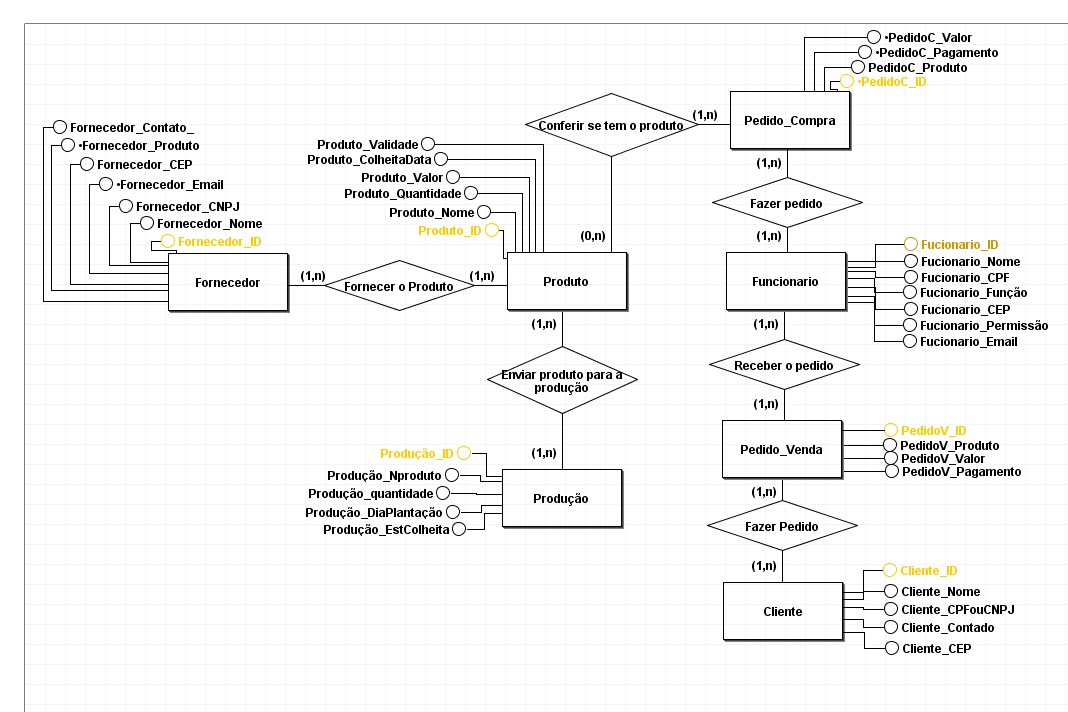 •PedidoC_Valor
•PedidoC_Pagamento
PedidoC_Produto
•PedidoC_ID
Pedido_Compra
(1,n)
Conferir se tem o produto
(0,n)
(1,n)
Fazer pedido
(1,n)
Fornecedor_Contato_
•Fornecedor_Produto
Fornecedor_CEP
•Fornecedor_Email
Fornecedor_CNPJ
Fornecedor_Nome
Fornecedor_ID
Fornecedor
(1,n)
Fornecer o Produto
(1,n)
Produto_Validade
Produto_ColheitaData
Produto_Valor
Produto_Quantidade
Produto_Nome
Produto_ID
Produto
(1,n)
Enviar produto para a
produção
(1,n)
Produção_ID
Produção_Nproduto
Produção_quantidade
Produção_DiaPlantação
Produção_EstColheita
Produção
Funcionario
Fucionario_ID
Fucionario_Nome
Fucionario_CPF
Fucionario_Função
Fucionario_CEP
Fucionario_Permissão
Fucionario_Email
(1,n)
Receber o pedido
(1,n)
Pedido_Venda
PedidoV_ID
PedidoV_Produto
PedidoV_Valor
PedidoV_Pagamento
(1,n)
Fazer Pedido
(1,n)
Cliente
Cliente_ID
Cliente_Nome
Cliente_CPFouCNPJ
Cliente_Contado
Cliente_CEP